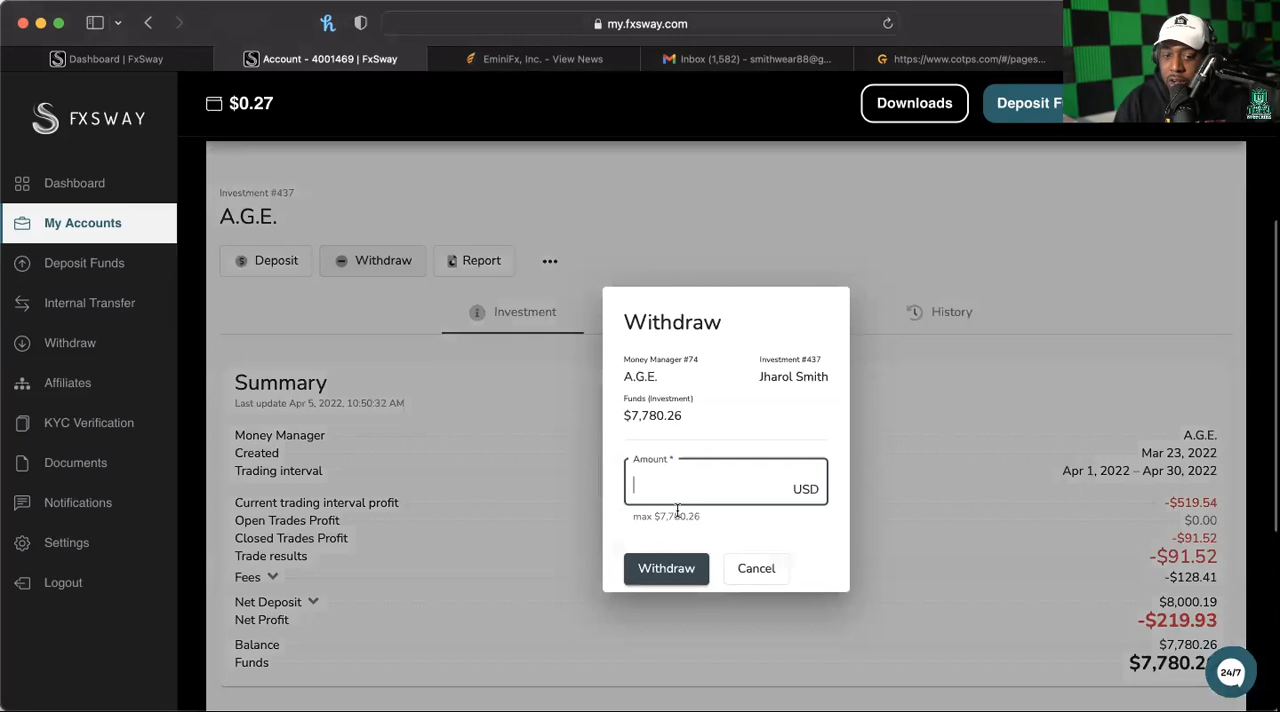 my.fxsway.com
Dashboard | FxSway
Account - 4001469 | FxSway
EminiFx, Inc. - View News
Inbox (1,582) - smithwear88@g...
https://www.cotps.com/#/pages...
FXSWAY
$0.27
Downloads
Deposit F
Dashboard
My Accounts
Deposit Funds
Internal Transfer
Withdraw
Affiliates
KYC Verification
Documents
Notifications
Settings
Logout
Investment #437
A.G.E.
Deposit
Withdraw
Report
Investment
History
Summary
Last update Apr 5, 2022, 10:50:32 AM
Money Manager A.G.E.
Created Mar 23, 2022
Trading interval Apr 1, 2022 – Apr 30, 2022
Current trading interval profit -$519.54
Open Trades Profit $0.00
Closed Trades Profit -$91.52
Trade results -$91.52
Fees -$128.41
Net Deposit $8,000.19
Net Profit -$219.93
Balance $7,780.26
Funds $7,780.2
Withdraw
Money Manager #74 Investment #437
A.G.E. Jharol Smith
Funds (Investment)
$7,780.26
Amount *
USD
max $7,780.26
Withdraw Cancel
24/7